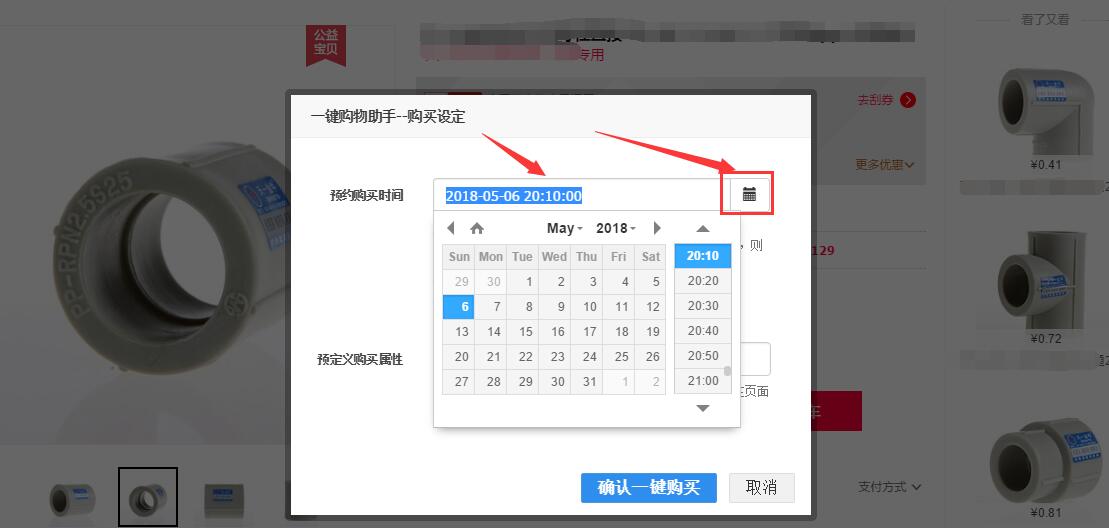 看了又看
公益
宝贝
专用
去刮券
一键购物助手--购买设定
¥0.41
更多优惠
预约购买时间
2018-05-06 20:10:00
May 2018
20:10
，则
129
Sun Mon Tue Wed Thu Fri Sat
29 30 1 2 3 4 5
20:20
6 7 8 9 10 11 12
20:30
13 14 15 16 17 18 19
20:40
¥0.72
预定义购买属性
20 21 22 23 24 25 26
20:50
27 28 29 30 31 1 2
21:00
页面
车
确认一键购买
取消
支付方式
¥0.81
PP-RPN2.5S25